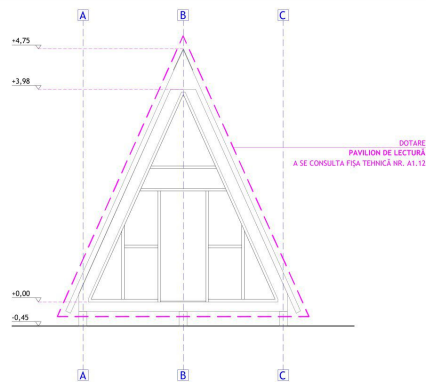 A B C
+4,75
+3,98
DOTARE
PAVILION DE LECTURĂ
A SE CONSULTA FIȘA TEHNICĂ NR. A1.12
+0,00
-0,45
A B C